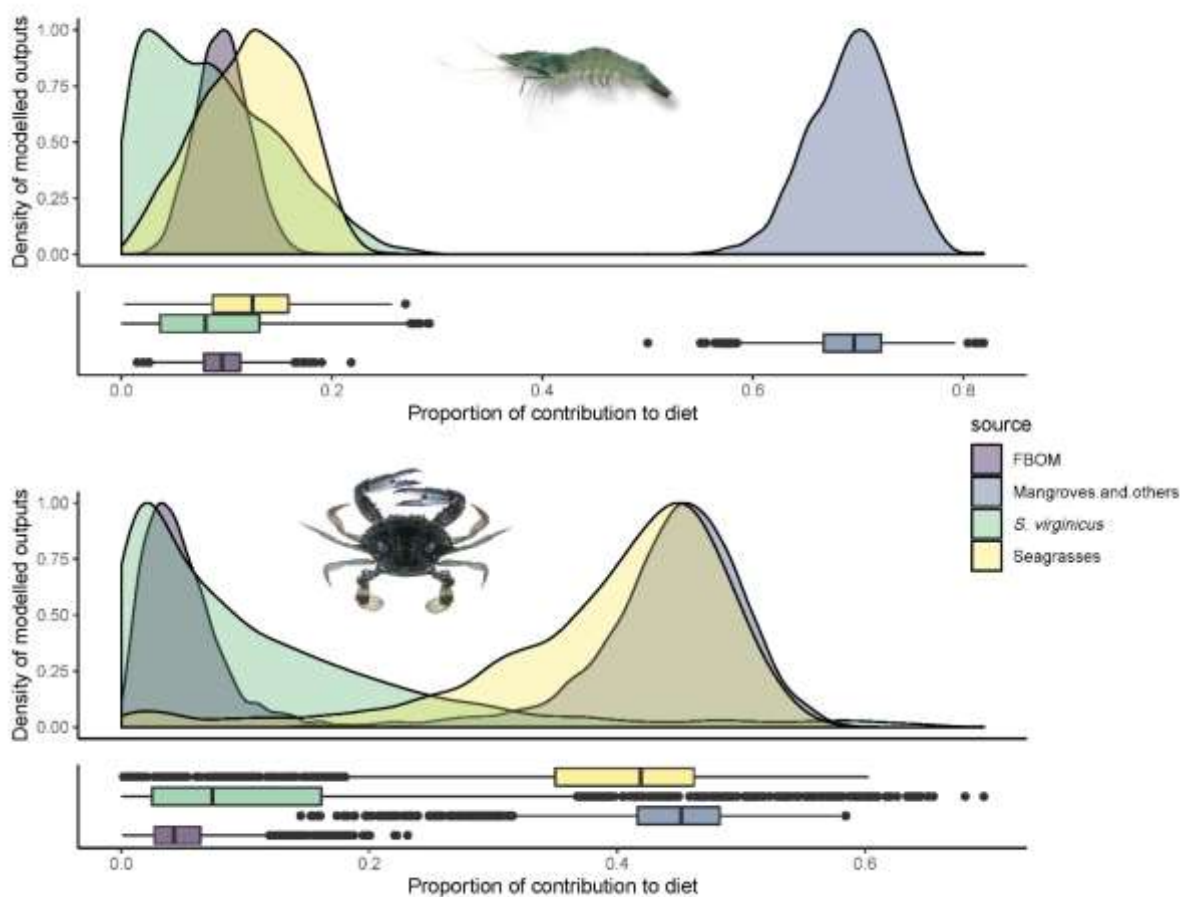 Density of modelled outputs
1.00
0.75
0.50
0.25
0.00
0.0
0.2
0.4
0.6
0.8
Proportion of contribution to diet
source
FBOM
Mangroves and others
S. virginicus
Seagrasses
Density of modelled outputs
1.00
0.75
0.50
0.25
0.00
0.0
0.2
0.4
0.6
Proportion of contribution to diet